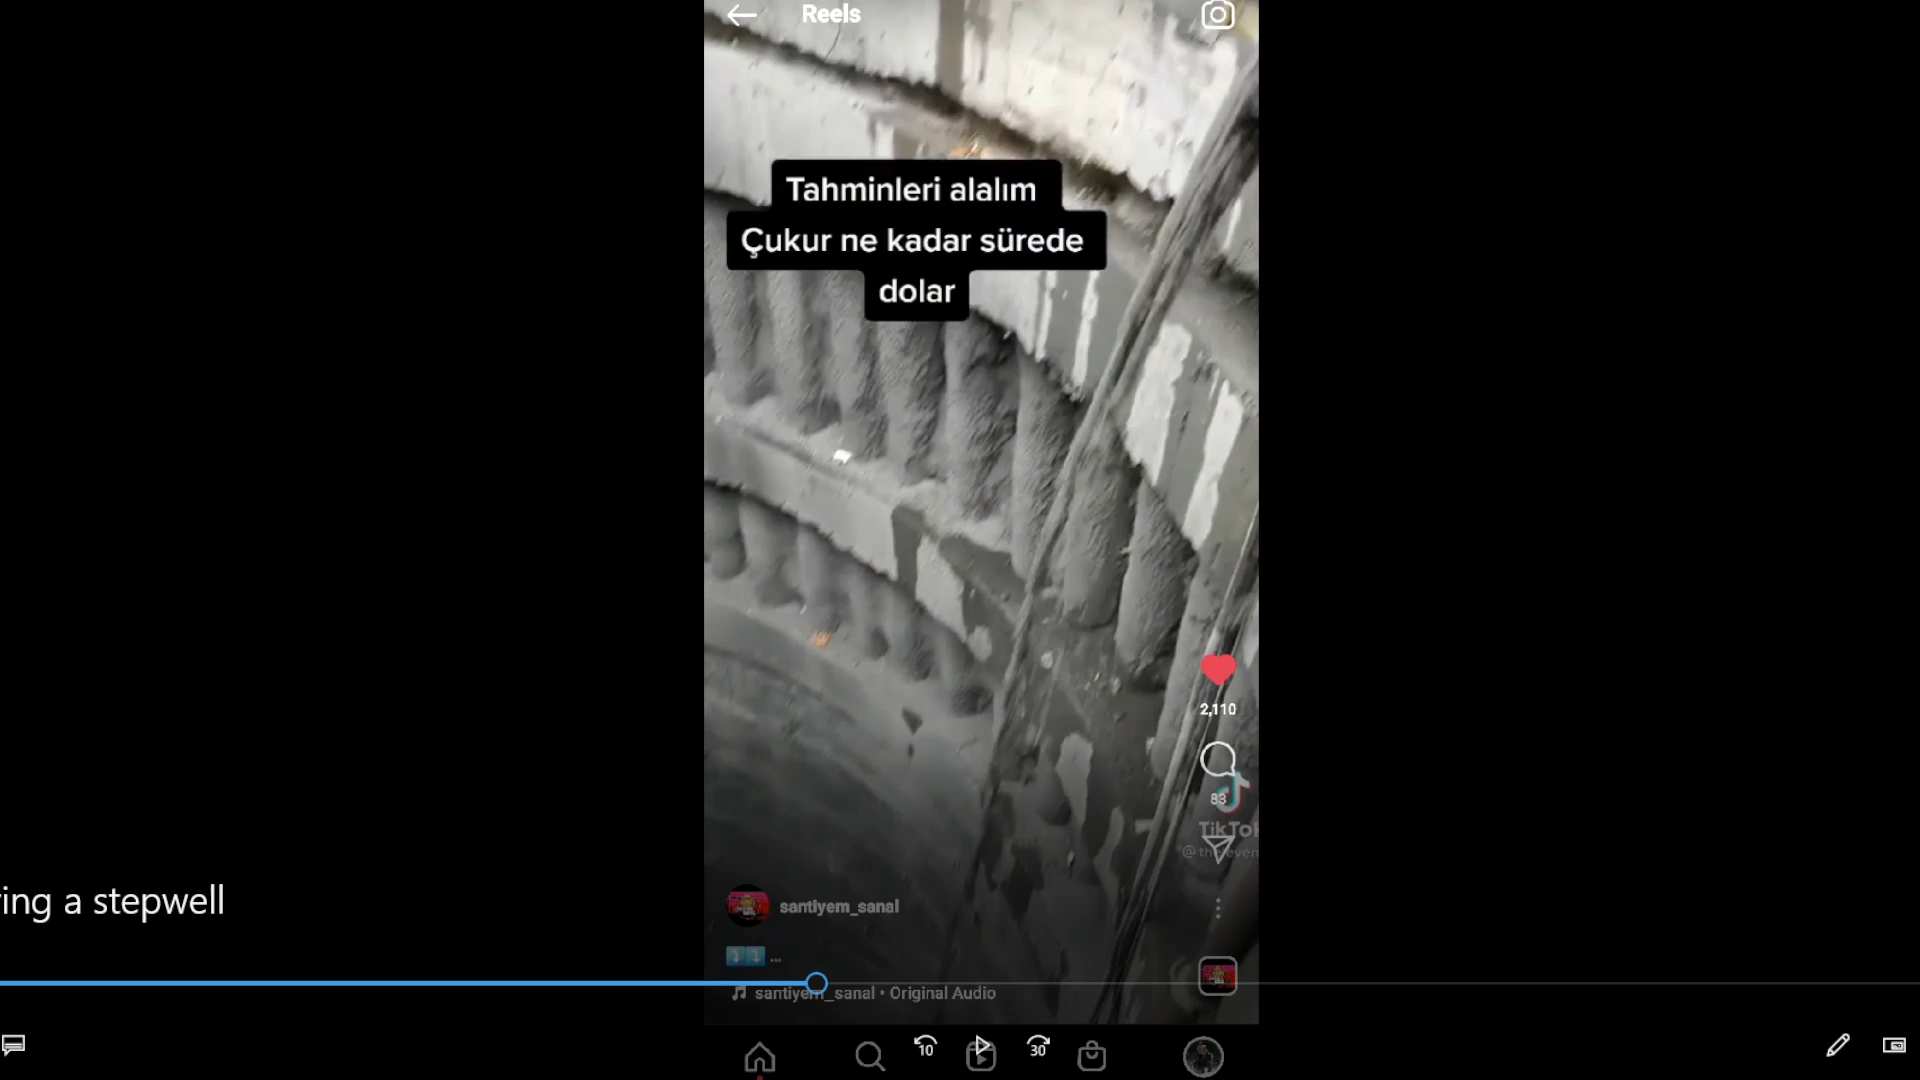 Reels
Tahminleri alalım
Çukur ne kadar sürede
dolar
2,110
83
TikTok
santiyem_sanal
ing a stepwell
...
santiyem_sanal • Original Audio
10
30